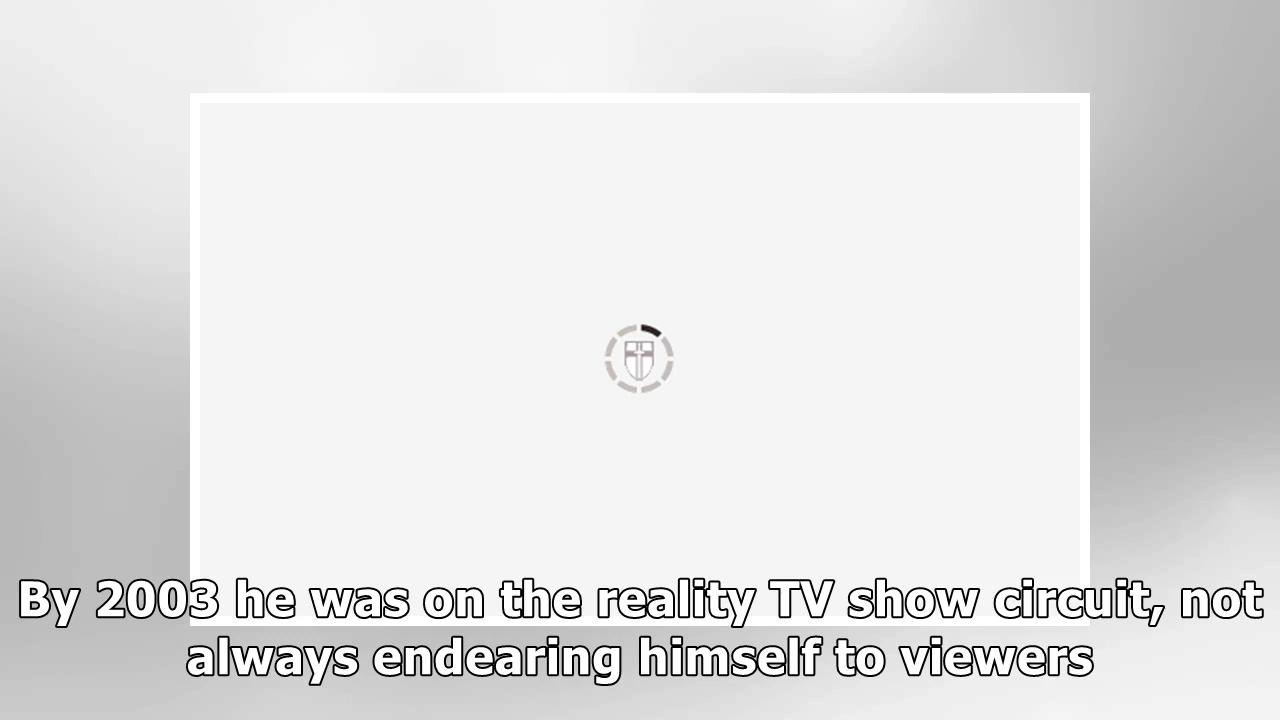 By 2003 he was on the reality TV show circuit, not
always endearing himself to viewers